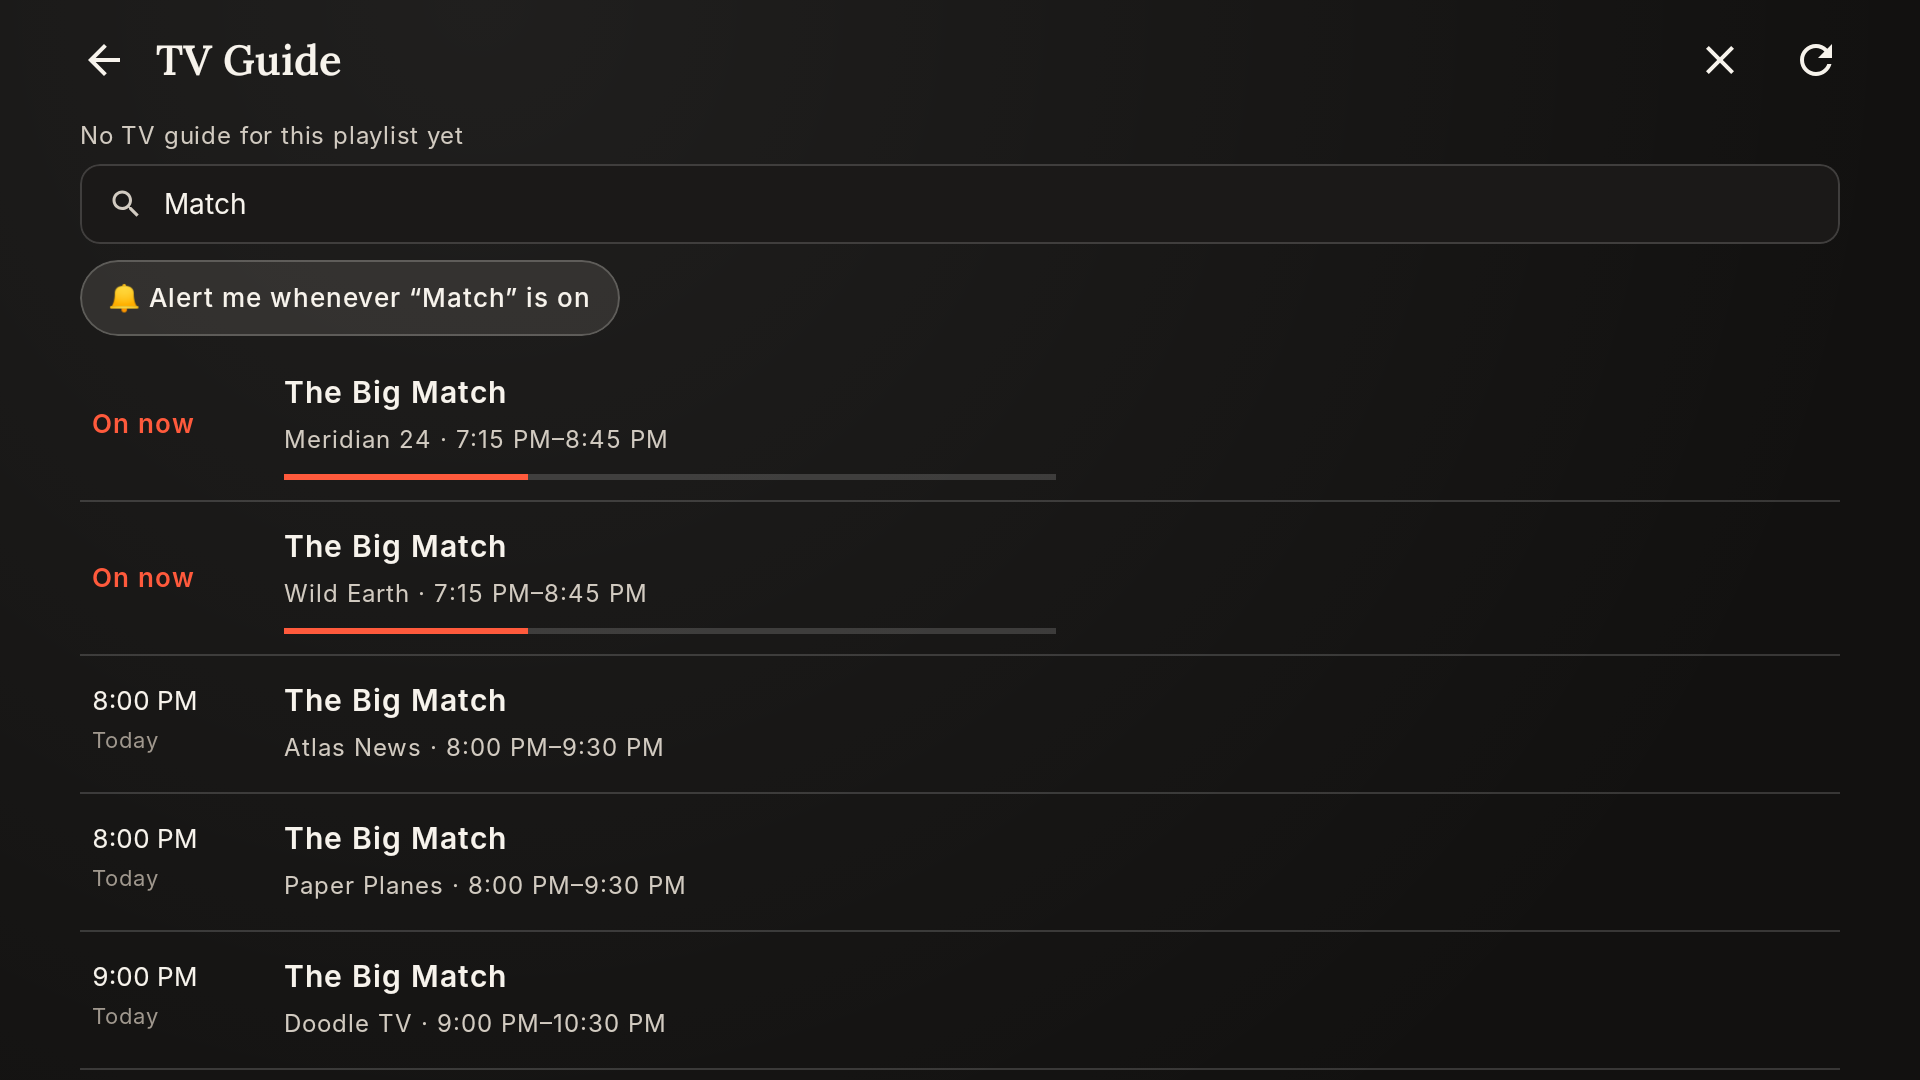 TV Guide
No TV guide for this playlist yet
Match
🔔 Alert me whenever “Match” is on
On now
The Big Match
Meridian 24 · 7:15 PM–8:45 PM
On now
The Big Match
Wild Earth · 7:15 PM–8:45 PM
8:00 PM
Today
The Big Match
Atlas News · 8:00 PM–9:30 PM
8:00 PM
Today
The Big Match
Paper Planes · 8:00 PM–9:30 PM
9:00 PM
Today
The Big Match
Doodle TV · 9:00 PM–10:30 PM